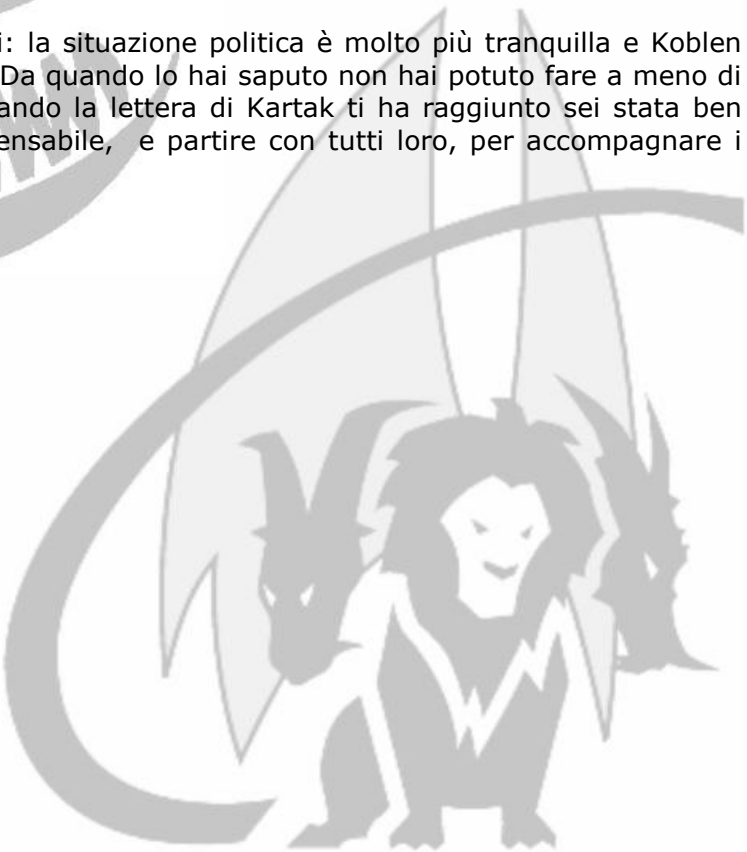 i: la situazione politica è molto più tranquilla e Koblen
Da quando lo hai saputo non hai potuto fare a meno di
ando la lettera di Kartak ti ha raggiunto sei stata ben
ensabile, e partire con tutti loro, per accompagnare i